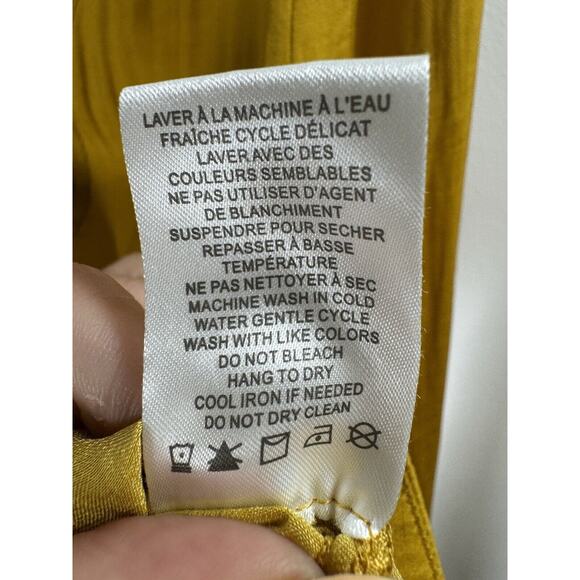 LAVER À LA MACHINE À L'EAU
FRAÎCHE CYCLE DÉLICAT
LAVER AVEC DES
COULEURS SEMBLABLES
NE PAS UTILISER D'AGENT
DE BLANCHIMENT
SUSPENDRE POUR SECHER
REPASSER À BASSE
TEMPÉRATURE
NE PAS NETTOYER À SEC
MACHINE WASH IN COLD
WATER GENTLE CYCLE
WASH WITH LIKE COLORS
DO NOT BLEACH
HANG TO DRY
COOL IRON IF NEEDED
DO NOT DRY CLEAN